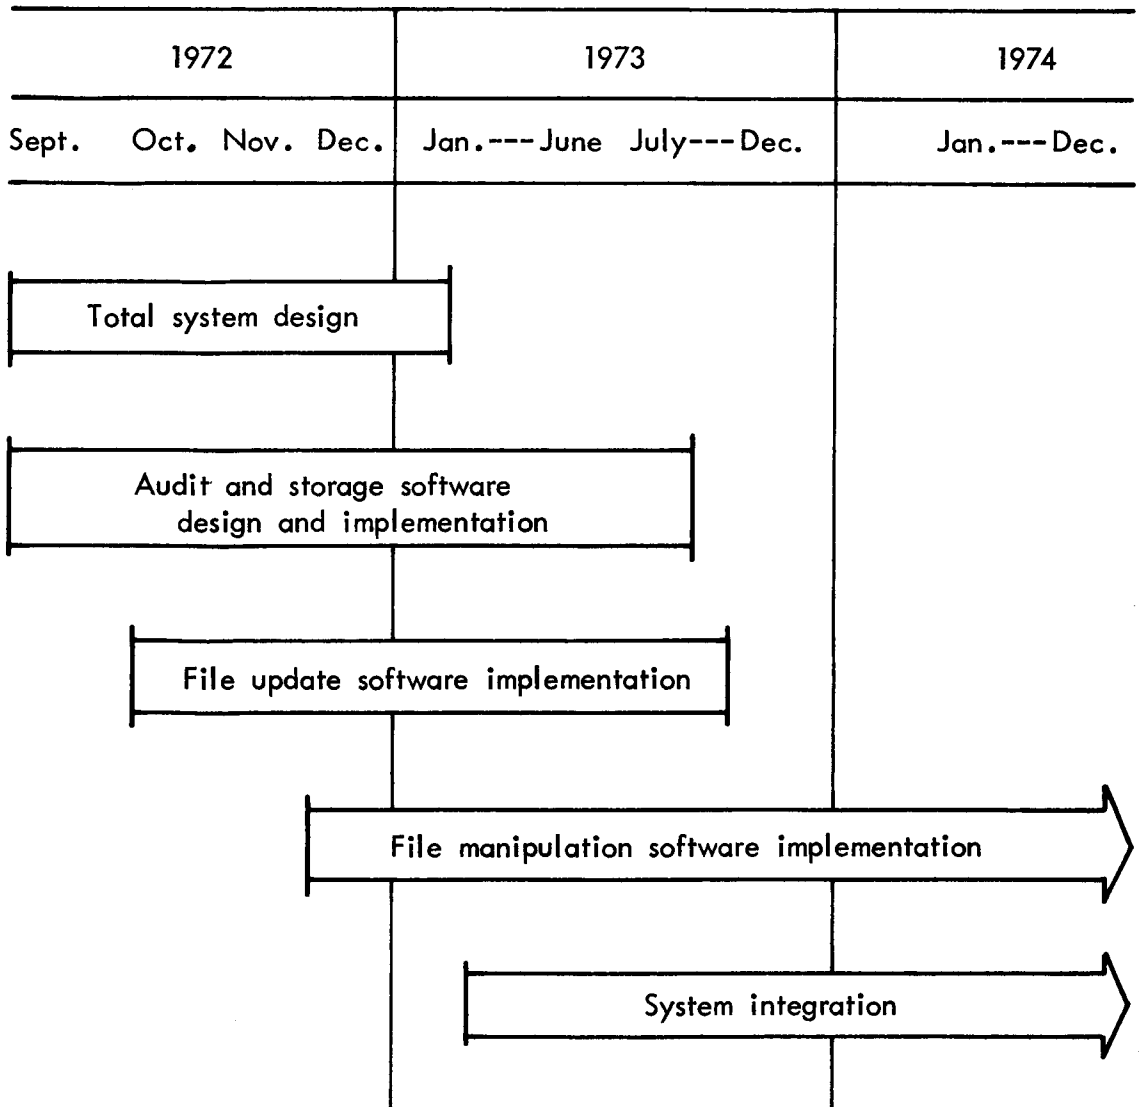 1972 1973 1974
Sept. Oct. Nov. Dec. Jan.---June July---Dec. Jan.---Dec.
Total system design
Audit and storage software
design and implementation
File update software implementation
File manipulation software implementation
System integration